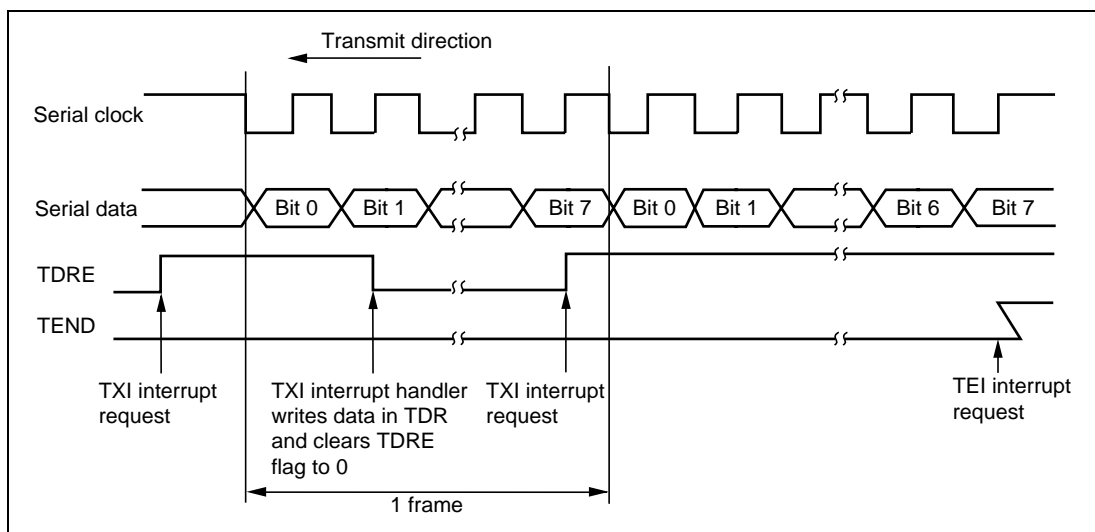 Transmit direction
Serial clock
Serial data
Bit 0
Bit 1
Bit 7
Bit 0
Bit 1
Bit 6
Bit 7
TDRE
TEND
TXI interrupt
request
TXI interrupt handler
writes data in TDR
and clears TDRE
flag to 0
TXI interrupt
request
TEI interrupt
request
1 frame